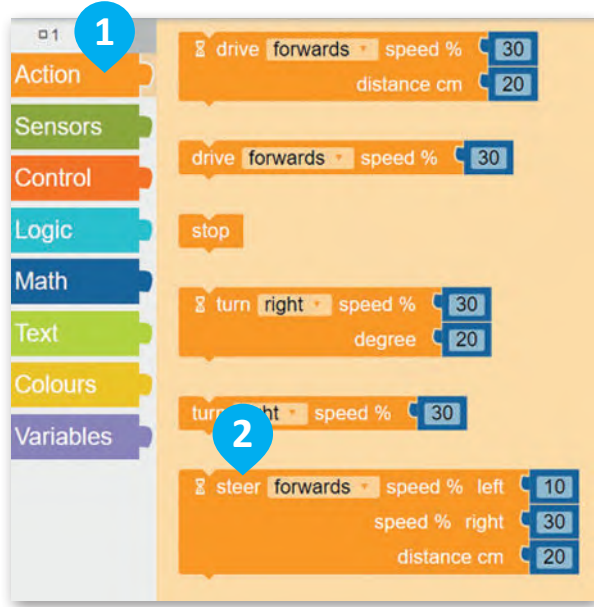 1
1
Action
Sensors
Control
Logic
Math
Text
Colours
Variables
drive forwards speed % 30
distance cm 20
drive forwards speed % 30
stop
turn right speed % 30
degree 20
speed % 30
2
steer forwards speed % left 10
speed % right 30
distance cm 20